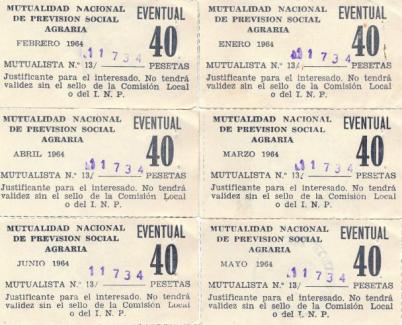 MUTUALIDAD NACIONAL
DE PREVISION SOCIAL
AGRARIA
EVENTUAL
40
FEBRERO 1964
11734
MUTUALISTA N.º 13/ PESETAS
Justificante para el interesado. No tendrá
validez sin el sello de la Comisión Local
o del I. N. P.
MUTUALIDAD NACIONAL
DE PREVISION SOCIAL
AGRARIA
EVENTUAL
40
ENERO 1964
11734
MUTUALISTA N.º 13/ PESETAS
Justificante para el interesado. No tendrá
validez sin el sello de la Comisión Local
o del I. N. P.
MUTUALIDAD NACIONAL
DE PREVISION SOCIAL
AGRARIA
EVENTUAL
40
ABRIL 1964
11734
MUTUALISTA N.º 13/ PESETAS
Justificante para el interesado. No tendrá
validez sin el sello de la Comisión Local
o del I. N. P.
MUTUALIDAD NACIONAL
DE PREVISION SOCIAL
AGRARIA
EVENTUAL
40
MARZO 1964
11734
MUTUALISTA N.º 13/ PESETAS
Justificante para el interesado. No tendrá
validez sin el sello de la Comisión Local
o del I. N. P.
MUTUALIDAD NACIONAL
DE PREVISION SOCIAL
AGRARIA
EVENTUAL
40
JUNIO 1964
11734
MUTUALISTA N.º 13/ PESETAS
Justificante para el interesado. No tendrá
validez sin el sello de la Comisión Local
o del I. N. P.
MUTUALIDAD NACIONAL
DE PREVISION SOCIAL
AGRARIA
EVENTUAL
40
MAYO 1964
11734
MUTUALISTA N.º 13/ PESETAS
Justificante para el interesado. No tendrá
validez sin el sello de la Comisión Local
o del I. N. P.